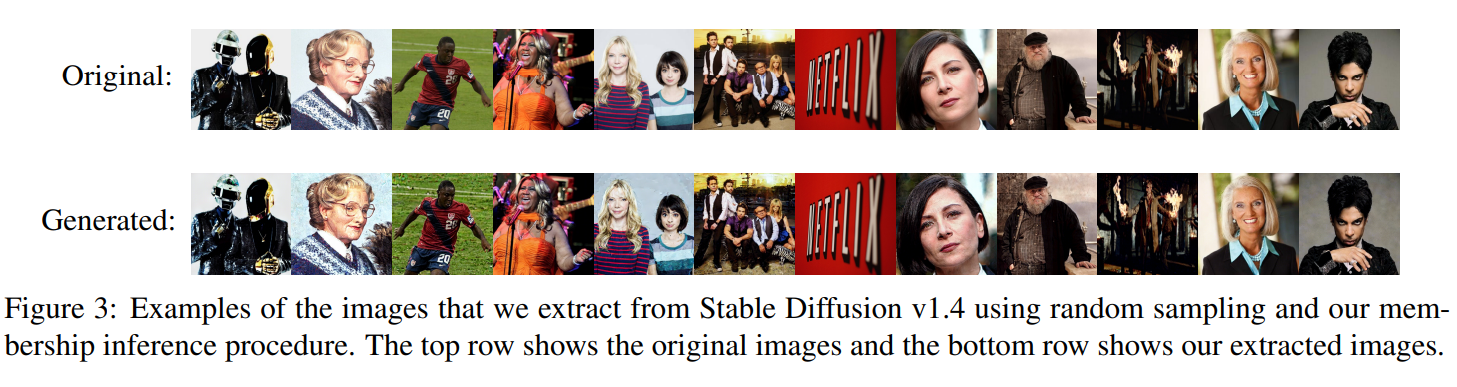 Original:
NETFLIX
20
Generated:
NETFLIX
20
Figure 3: Examples of the images that we extract from Stable Diffusion v1.4 using random sampling and our mem-
bership inference procedure. The top row shows the original images and the bottom row shows our extracted images.